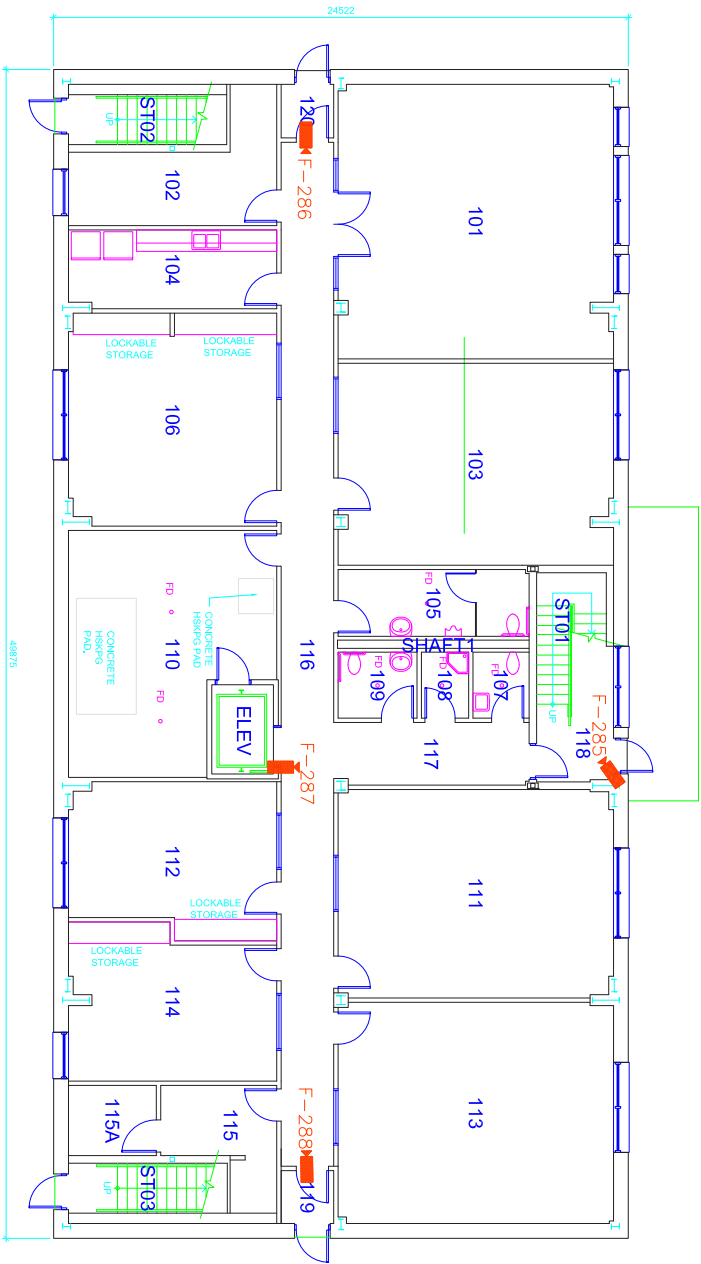 24522
ST02
UP
120
F-286
102
101
104
LOCKABLE
STORAGE
LOCKABLE
STORAGE
106
103
FD
105
ST01
FD
CONCRETE
HSKPG PAD
CONCRETE
HSKPG
PAD,
110
116
SHAFT1
FD
109
FD
108
FD
107
UP
49875
FD
ELEV
F-287
117
118
F-285
112
111
LOCKABLE
STORAGE
LOCKABLE
STORAGE
114
113
115A
115
F-288
119
ST03
UP